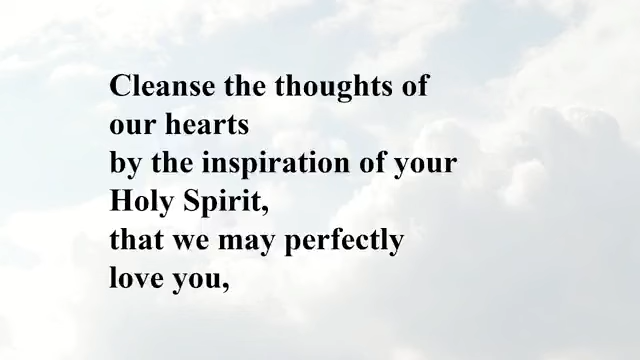 Cleanse the thoughts of
our hearts
by the inspiration of your
Holy Spirit,
that we may perfectly
love you,